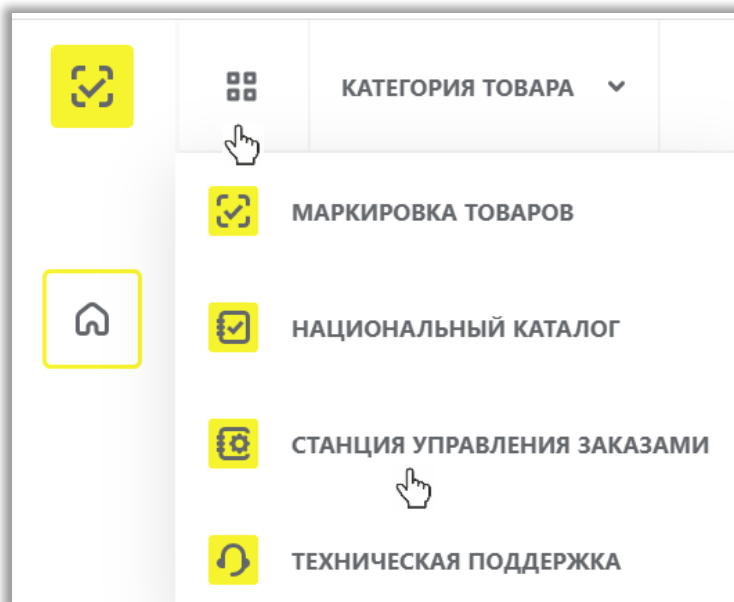 КАТЕГОРИЯ ТОВАРА
МАРКИРОВКА ТОВАРОВ
НАЦИОНАЛЬНЫЙ КАТАЛОГ
СТАНЦИЯ УПРАВЛЕНИЯ ЗАКАЗАМИ
ТЕХНИЧЕСКАЯ ПОДДЕРЖКА